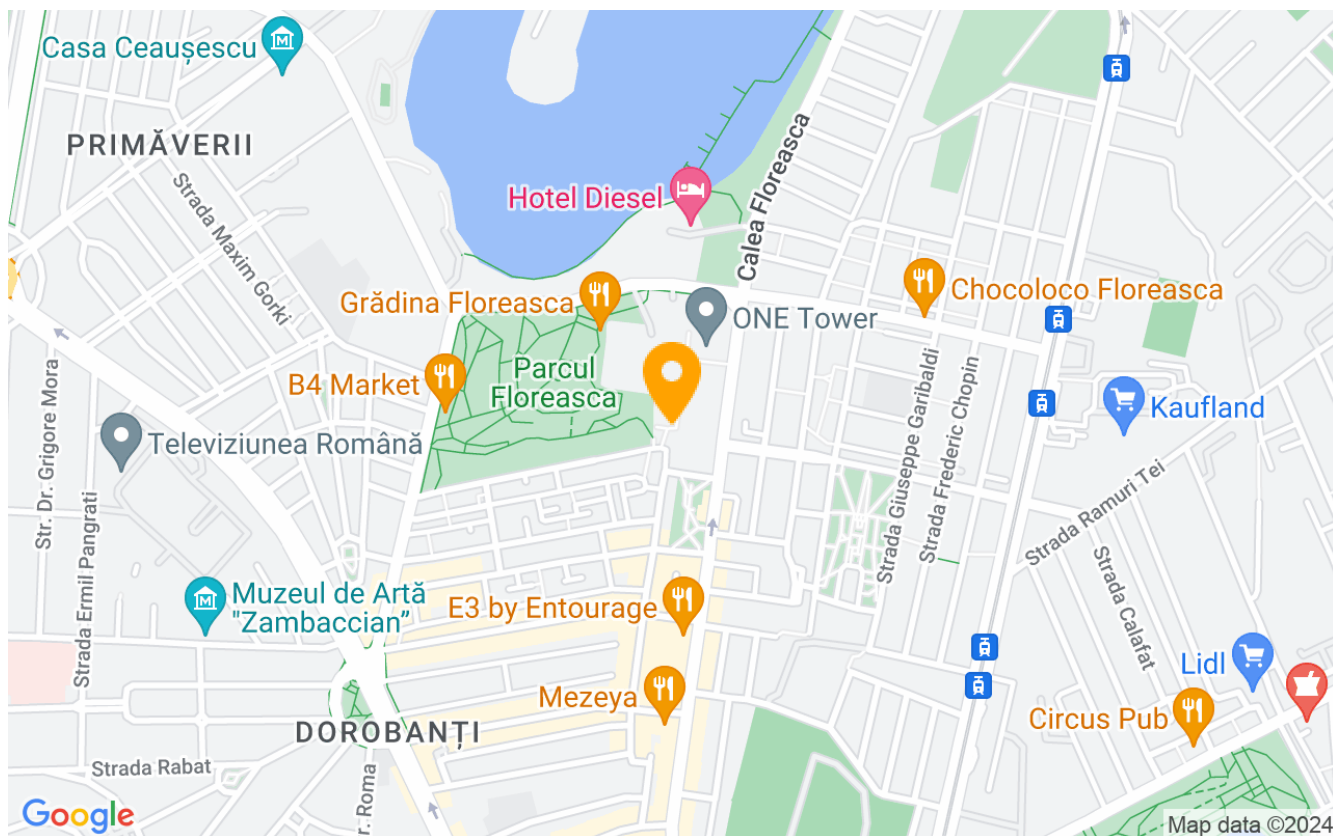 Casa Ceaușescu
PRIMĂVERII
Strada Maxim Gorki
Hotel Diesel
Calea Floreasca
Grădina Floreasca
ONE Tower
Chocoloco Floreasca
Parcul
Floreasca
B4 Market
Televiziunea Română
Str. Dr. Grigore Mora
Strada Ermil Pangrati
Strada Giuseppe Garibaldi
Strada Frederic Chopin
Kaufland
Strada Ramuri Tei
Strada Calafat
Muzeul de Artă
"Zambaccian”
E3 by Entourage
Mezeya
Lidl
Circus Pub
DOROBANȚI
Strada Rabat
r. Roma
Google
Map data ©2024